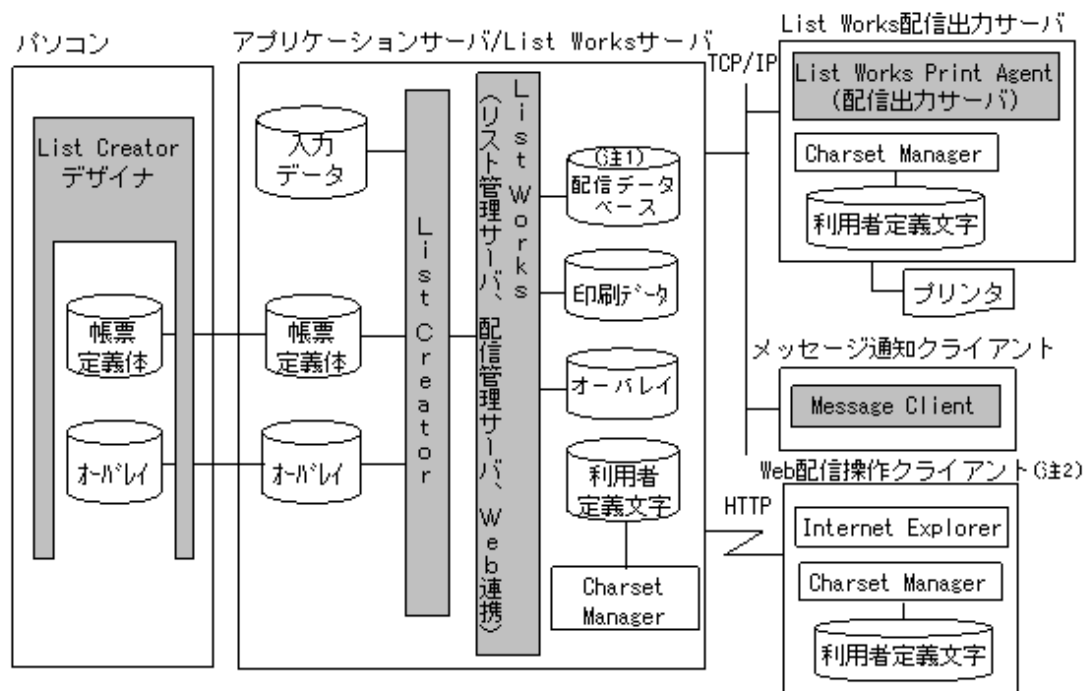 パソコン
List Creator
デザイナ
帳票
定義体
オーバレイ
アプリケーションサーバ/List Worksサーバ
入力
データ
帳票
定義体
オーバレイ
List Creator
List Works
(リスト管理サーバ、配信管理サーバ、Web連携)
(注1)
配信データ
ベース
印刷データ
オーバレイ
利用者
定義文字
Charset
Manager
TCP/IP
HTTP
List Works配信出力サーバ
List Works Print Agent
(配信出力サーバ)
Charset Manager
利用者定義文字
プリンタ
メッセージ通知クライアント
Message Client
Web配信操作クライアント(注2)
Internet Explorer
Charset Manager
利用者定義文字